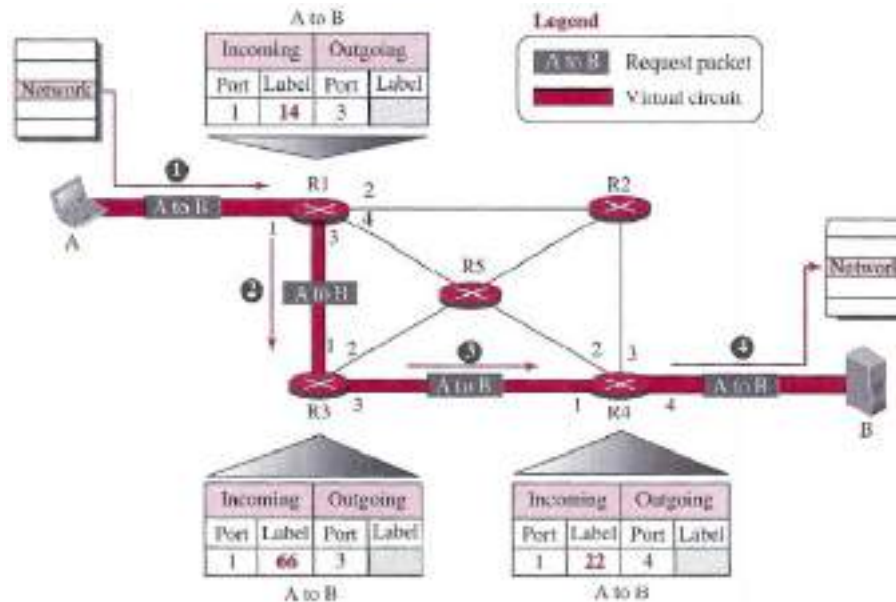 A to B
Incoming Outgoing
Port Label Port Label
1 14 3
Legend
A to B Request packet
Virtual circuit
Network
1
A to B
A
1
R1
2
4
3
R2
2
A to B
R5
Network
1
2
3
A to B
R3
3
2
3
1
R4
4
4
A to B
B
Incoming Outgoing
Port Label Port Label
1 66 3
A to B
Incoming Outgoing
Port Label Port Label
1 22 4
A to B